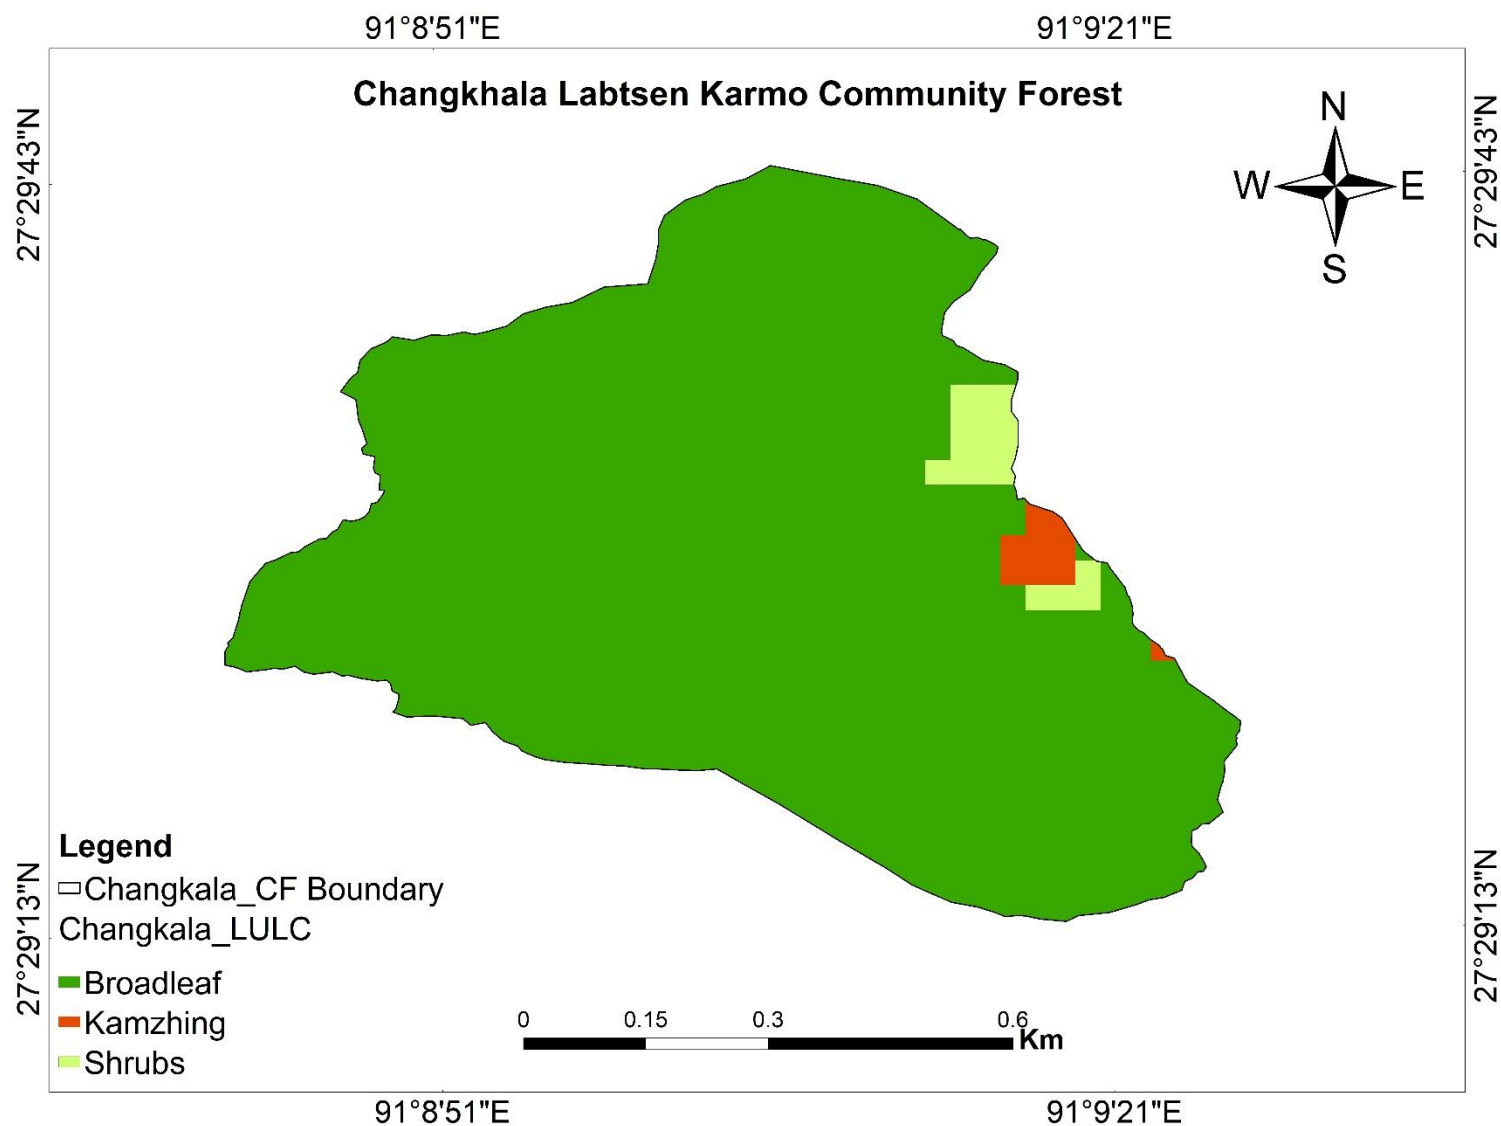 91°8'51"E
91°9'21"E
Changkhala Labtsen Karmo Community Forest
N
W
E
S
27°29'43"N
27°29'43"N
27°29'13"N
27°29'13"N
Legend
Changkala_CF Boundary
Changkala_LULC
Broadleaf
Kamzhing
Shrubs
0 0.15 0.3 0.6
Km
91°8'51"E
91°9'21"E